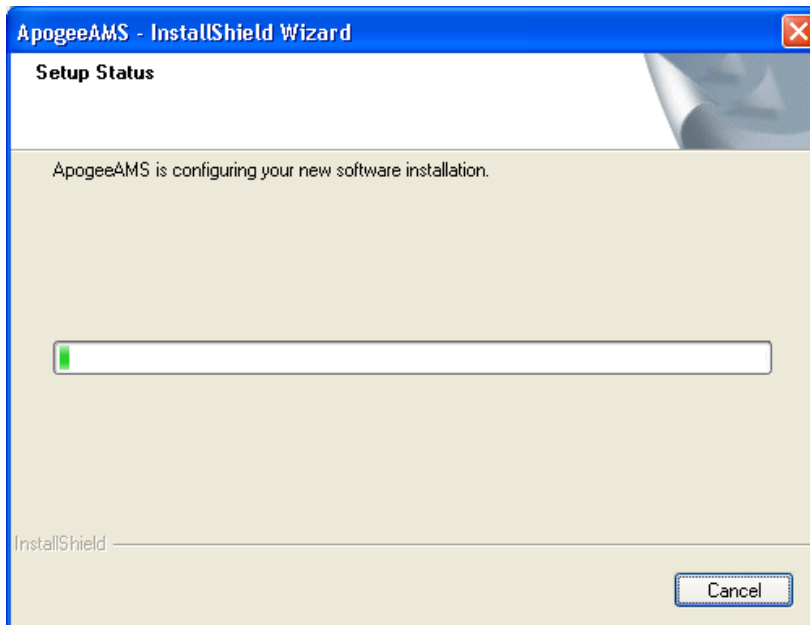 ApogeeAMS - InstallShield Wizard
Setup Status
ApogeeAMS is configuring your new software installation.
InstallShield
Cancel